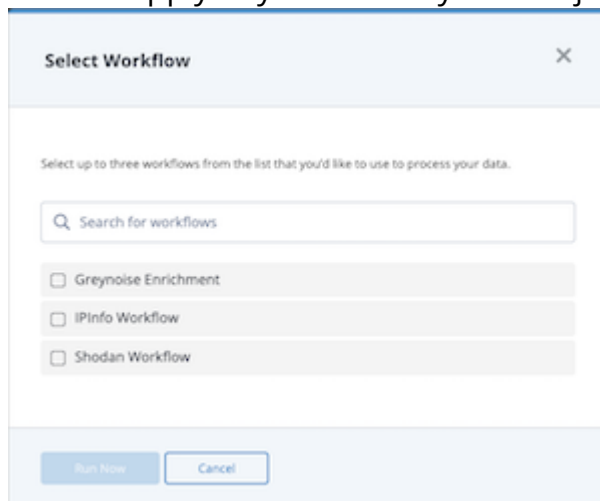 Select Workflow
Select up to three workflows from the list that you'd like to use to process your data.
Search for workflows
Greynoise Enrichment
IPInfo Workflow
Shodan Workflow
Run Now
Cancel